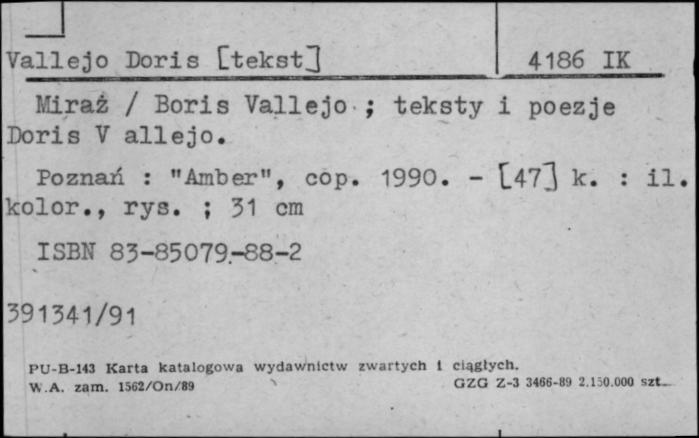 Vallejo Doris [tekst] 4186 IK
Miraż / Boris Vallejo ; teksty i poezje
Doris V allejo.
Poznań : "Amber", cop. 1990. - [47] k. : il.
kolor., rys. ; 31 cm
ISBN 83-85079-88-2
391341/91
PU-B-143 Karta katalogowa wydawnictw zwartych i ciągłych.
W.A. zam. 1562/On/89 GZG Z-3 3466-89 2.150.000 szt.